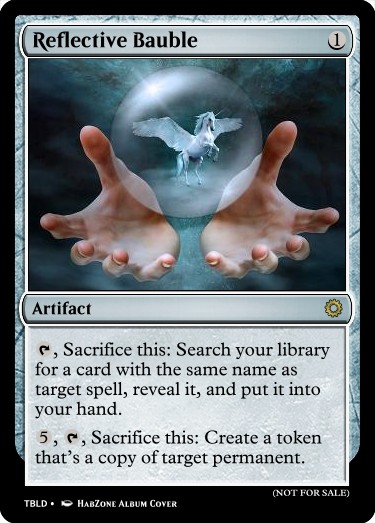 Reflective Bauble 1
Artifact
, Sacrifice this: Search your library
for a card with the same name as
target spell, reveal it, and put it into
your hand.
5, , Sacrifice this: Create a token
that's a copy of target permanent.
(NOT FOR SALE)
TBLD • HabZone Album Cover